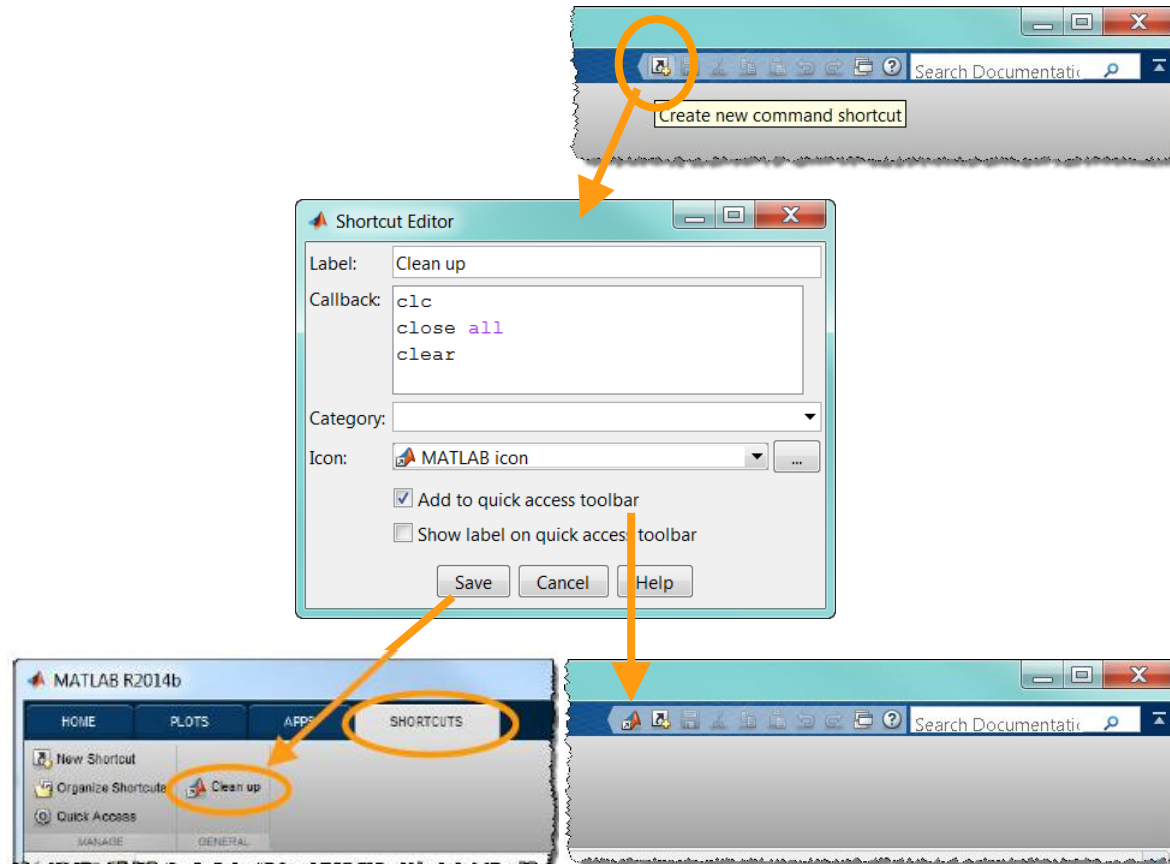 Search Documentatic
Create new command shortcut
Shortcut Editor
Label:
Clean up
Callback:
clc
close all
clear
Category:
Icon:
MATLAB icon
...
Add to quick access toolbar
Show label on quick access toolbar
Save
Cancel
Help
MATLAB R2014b
HOME
PLOTS
APPS
SHORTCUTS
New Shortcut
Organize Shortcuts
Clean up
Quick Access
MANAGE
GENERAL
Search Documentatic